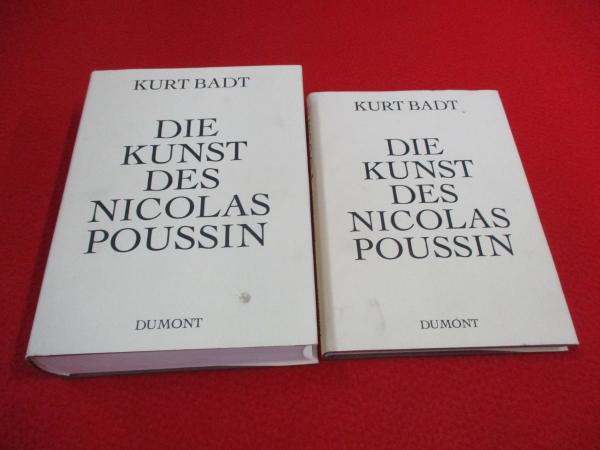 KURT BADT
DIE
KUNST
DES
NICOLAS
POUSSIN
DUMONT
KURT BADT
DIE
KUNST
DES
NICOLAS
POUSSIN
DUMONT